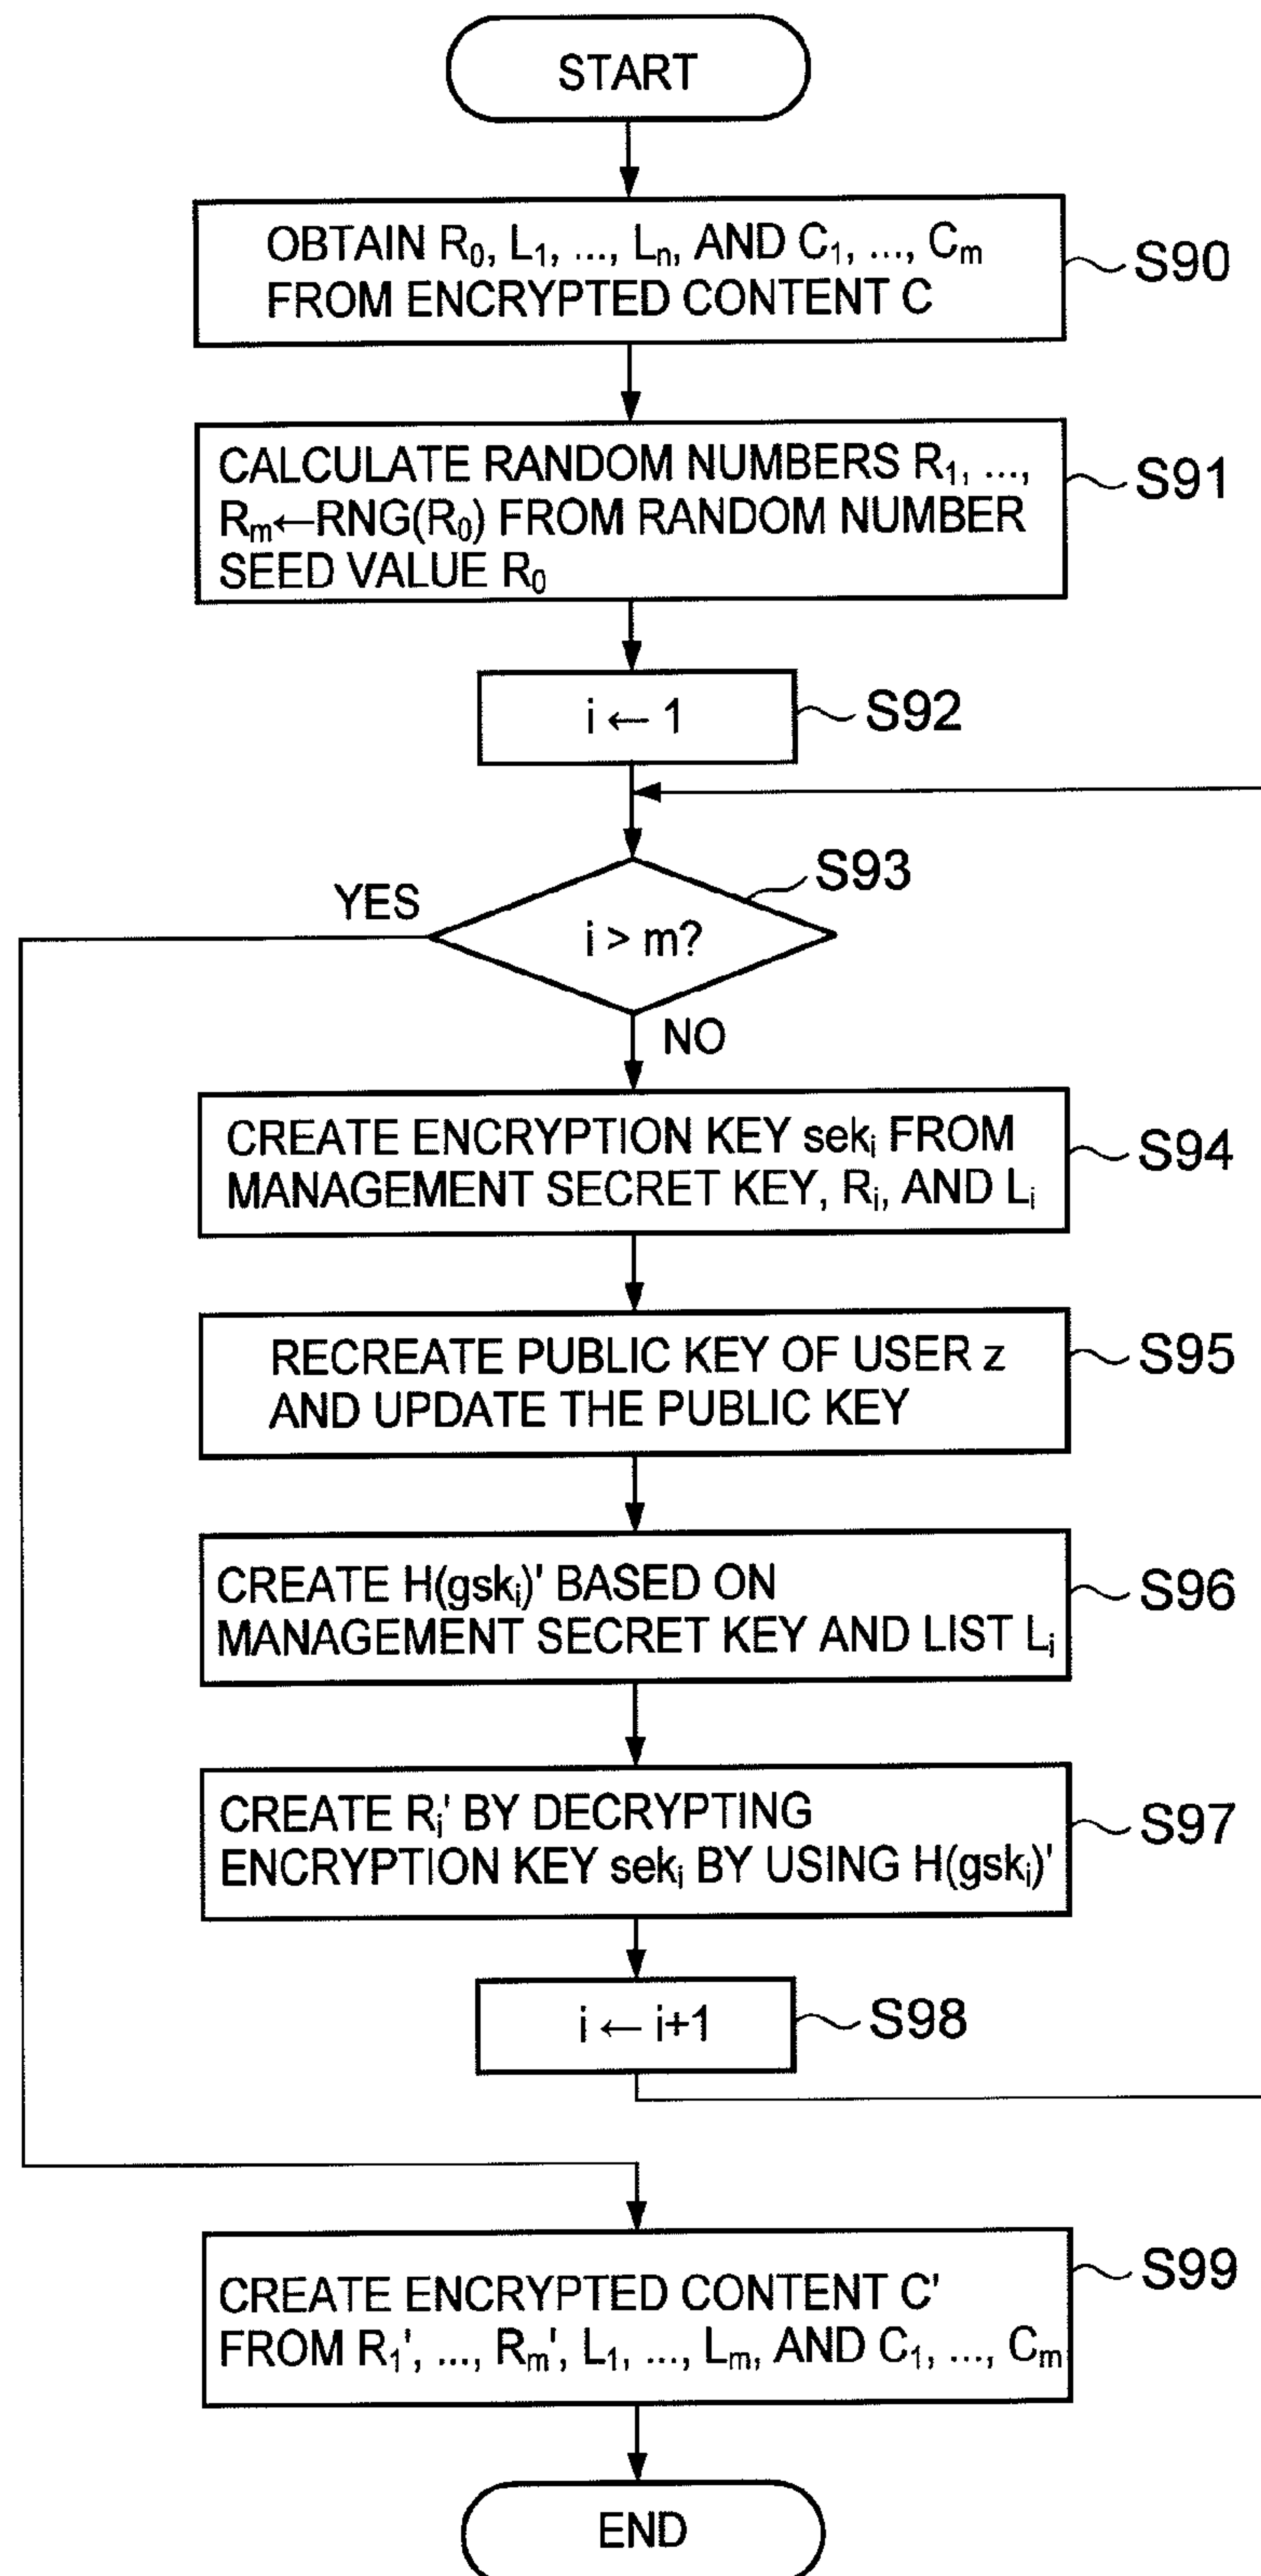 START
OBTAIN R₀, L₁, ..., Lₙ, AND C₁, ..., Cₘ
FROM ENCRYPTED CONTENT C
S90
CALCULATE RANDOM NUMBERS R₁, ...,
Rₘ←RNG(R₀) FROM RANDOM NUMBER
SEED VALUE R₀
S91
i ← 1
S92
S93
YES
i > m?
NO
CREATE ENCRYPTION KEY sekᵢ FROM
MANAGEMENT SECRET KEY, Rᵢ, AND Lᵢ
S94
RECREATE PUBLIC KEY OF USER z
AND UPDATE THE PUBLIC KEY
S95
CREATE H(gskᵢ)' BASED ON
MANAGEMENT SECRET KEY AND LIST Lᵢ
S96
CREATE Rᵢ' BY DECRYPTING
ENCRYPTION KEY sekᵢ BY USING H(gskᵢ)'
S97
i ← i+1
S98
CREATE ENCRYPTED CONTENT C'
FROM R₁', ..., Rₘ', L₁, ..., Lₘ, AND C₁, ..., Cₘ
S99
END